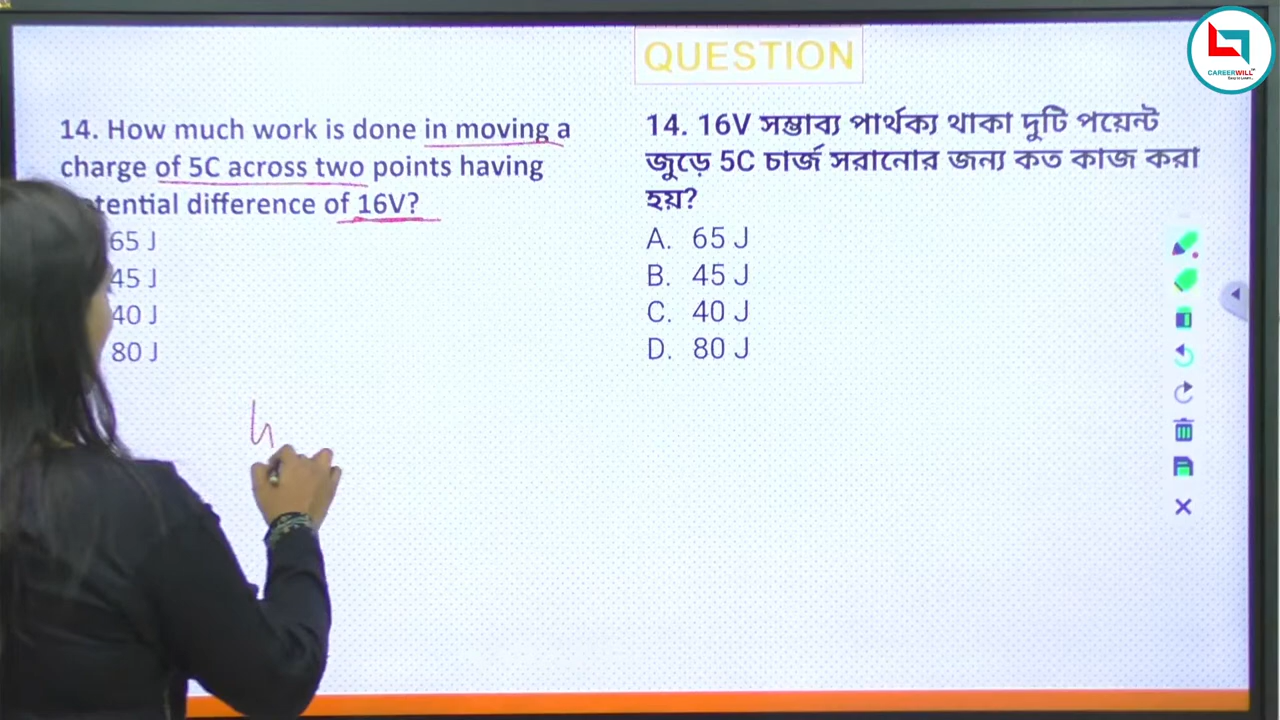 QUESTION
CAREERWILL
14. How much work is done in moving a
charge of 5C across two points having
potential difference of 16V?
65 J
45 J
40 J
80 J
14. 16V সম্ভাব্য পার্থক্য থাকা দুটি পয়েন্ট
জুড়ে 5C চার্জ সরানোর জন্য কত কাজ করা
হয়?
A. 65 J
B. 45 J
C. 40 J
D. 80 J